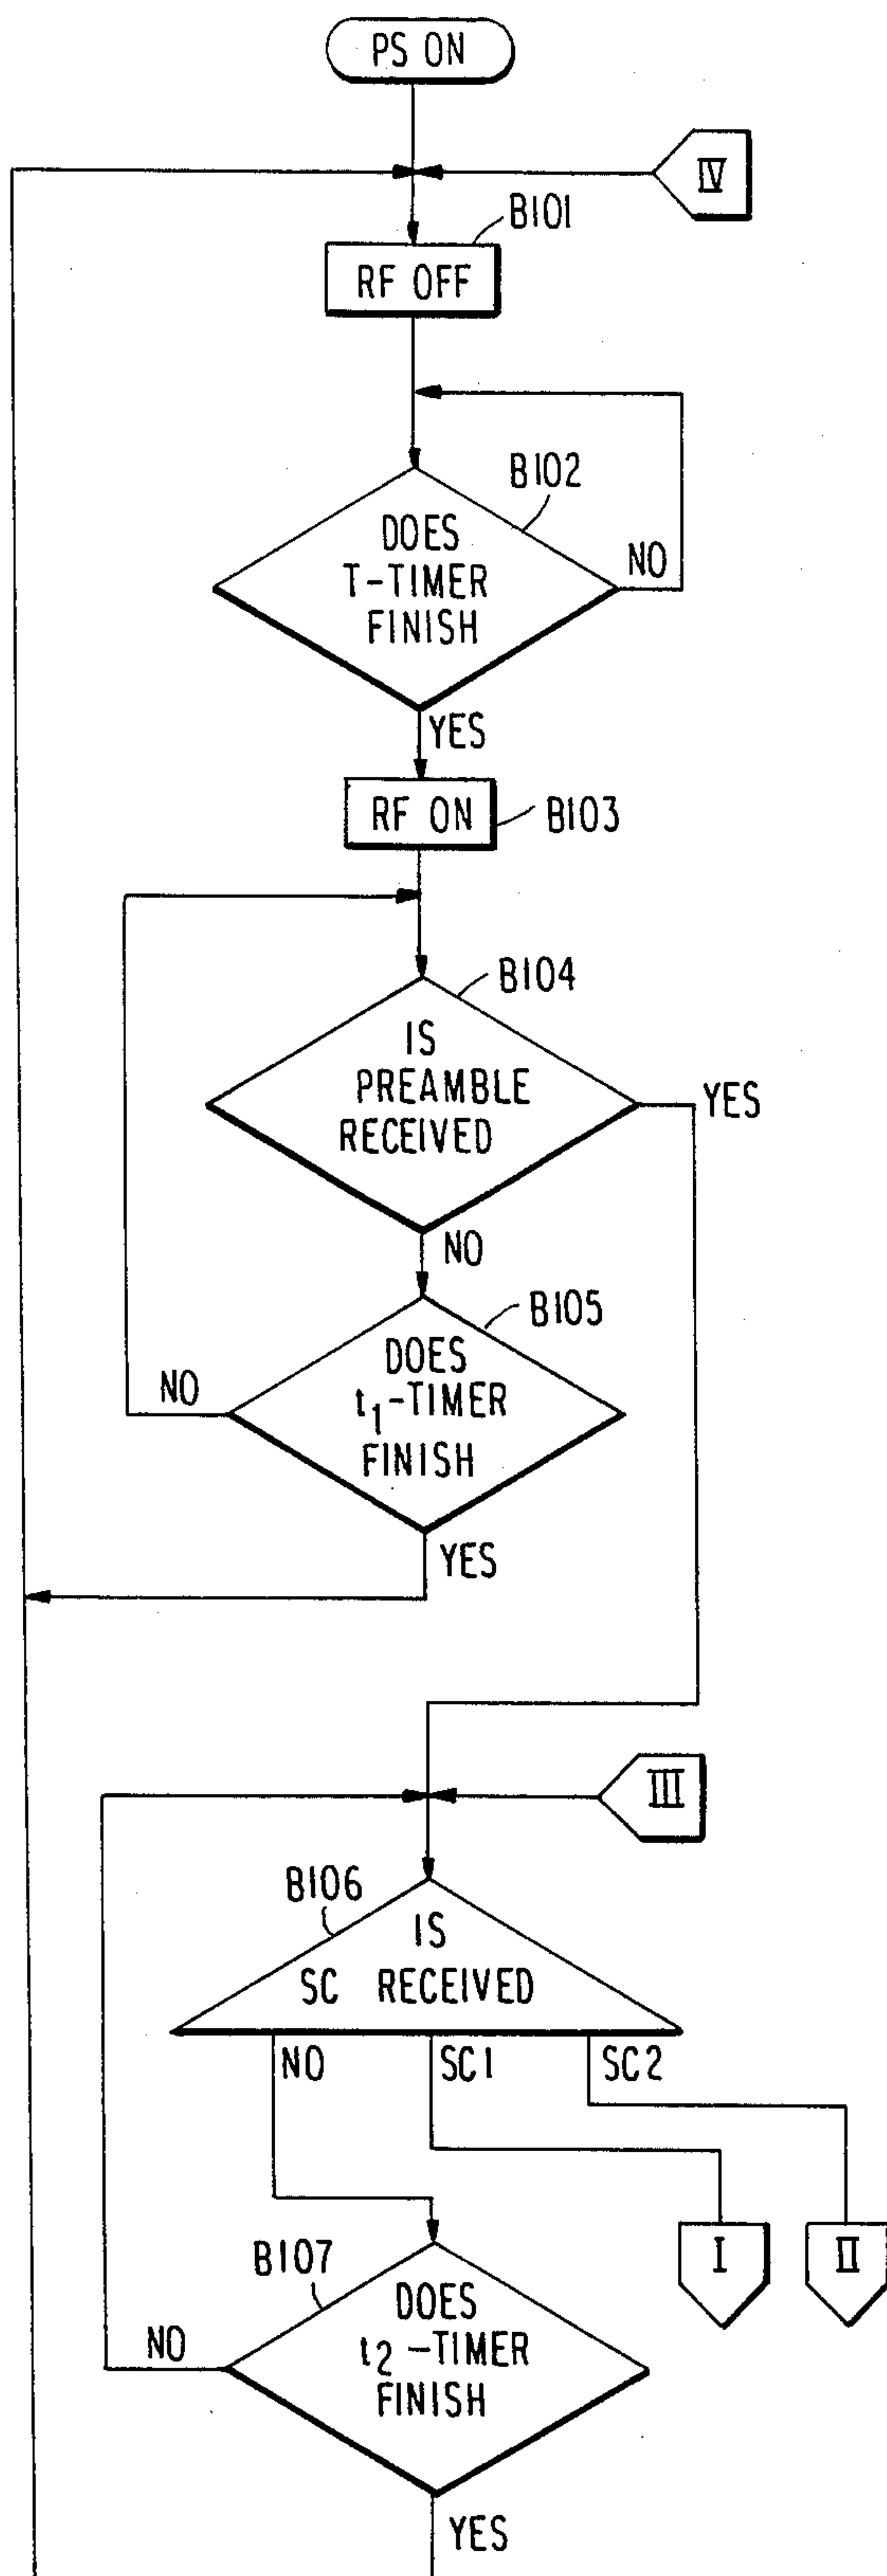 PS ON
IV
B101
RF OFF
B102
DOES
T-TIMER
FINISH
NO
YES
RF ON
B103
B104
IS
PREAMBLE
RECEIVED
YES
NO
B105
DOES
t1-TIMER
FINISH
NO
YES
III
B106
IS
SC RECEIVED
NO
SC1
SC2
I
II
B107
DOES
t2-TIMER
FINISH
NO
YES